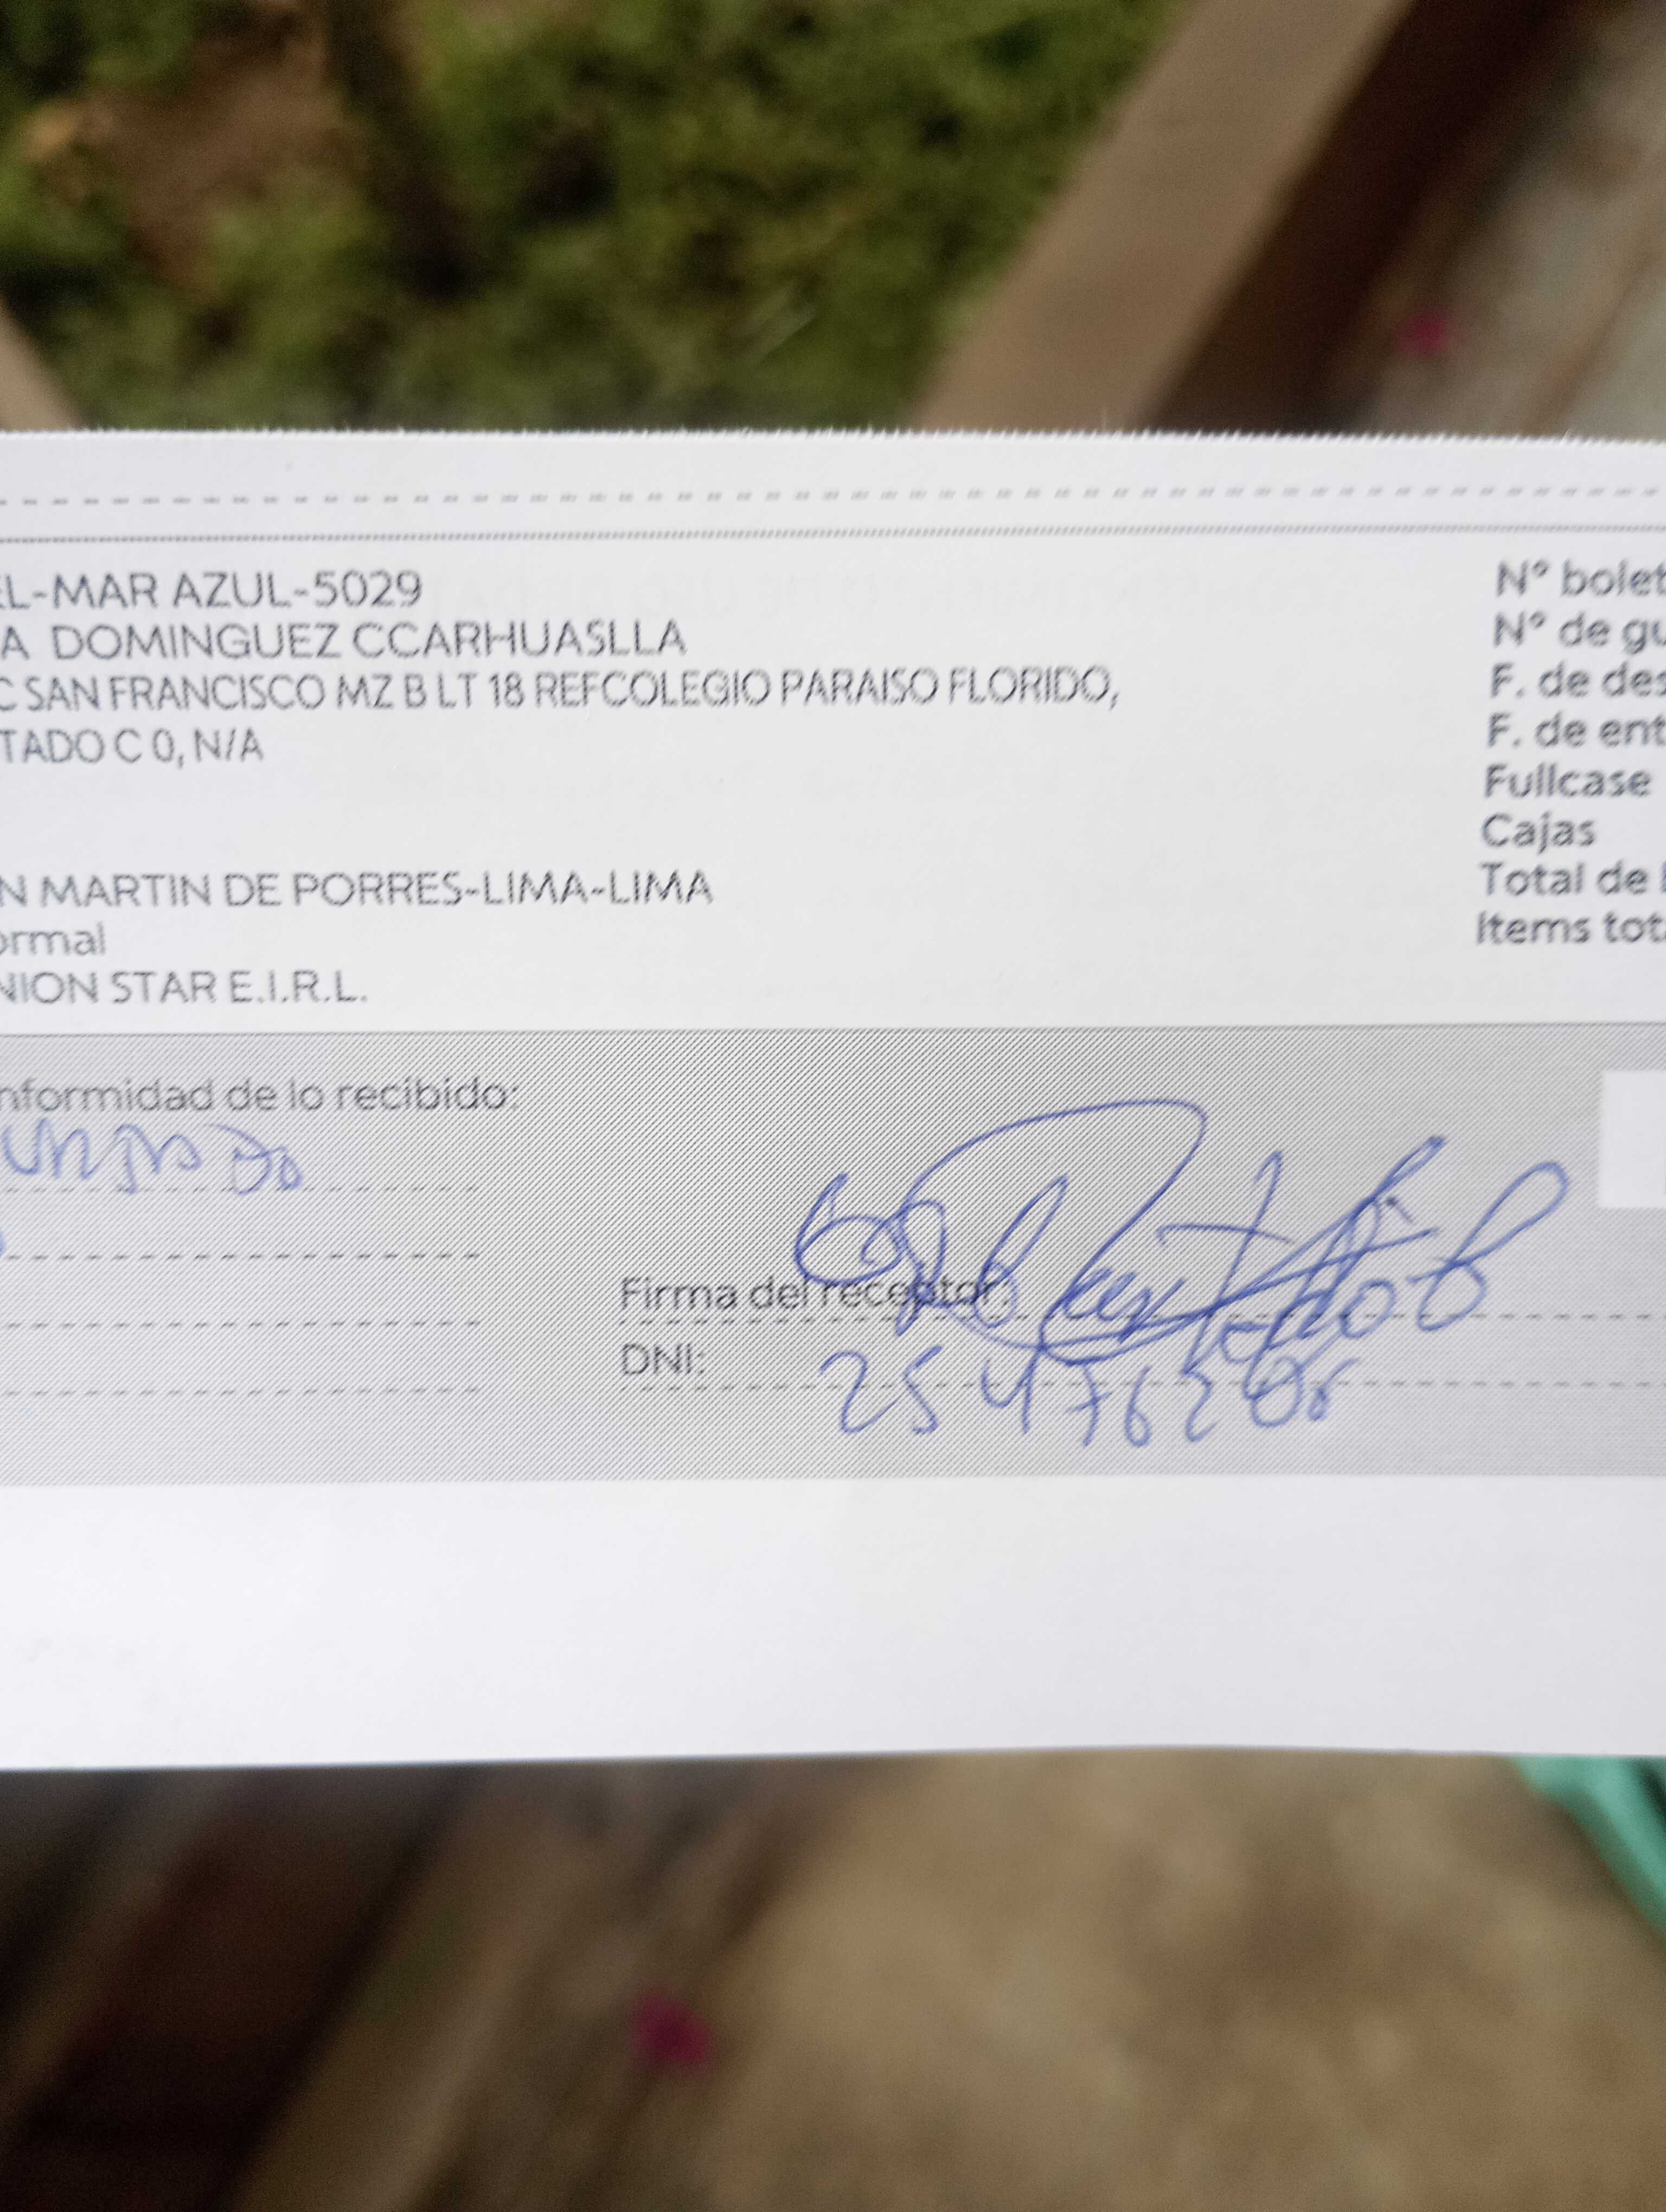 EL-MAR AZUL-5029
A DOMINGUEZ CCARHUASLLA
C SAN FRANCISCO MZ B LT 18 REFCOLEGIO PARAISO FLORIDO,
TADO C 0, N/A
N MARTIN DE PORRES-LIMA-LIMA
ormal
NION STAR E.I.R.L.
N° bolet
N° de gu
F. de des
F. de ent
Fullcase
Cajas
Total de
Items tot
nformidad de lo recibido:
Firma del receptor:
DNI: